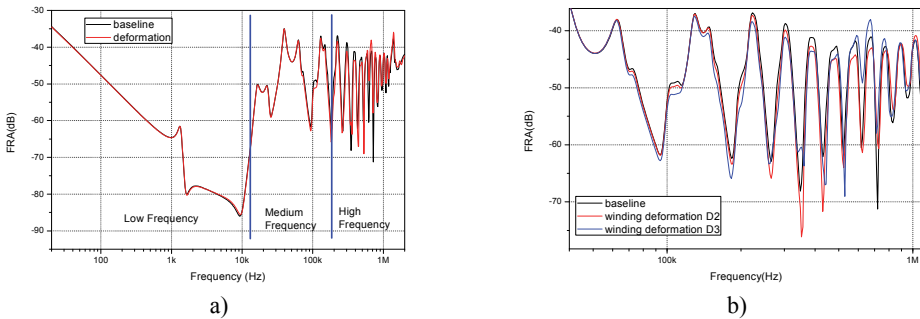 a)
baseline
deformation
-30
-40
-50
-60
-70
-80
-90
FRA(dB)
Low Frequency
Medium
Frequency
High
Frequency
100
1k
10k
100k
1M
Frequency (Hz)
a)
b)
-40
-50
-60
-70
FRA(dB)
baseline
winding deformation D2
winding deformation D3
100k
1M
Frequency(Hz)
b)